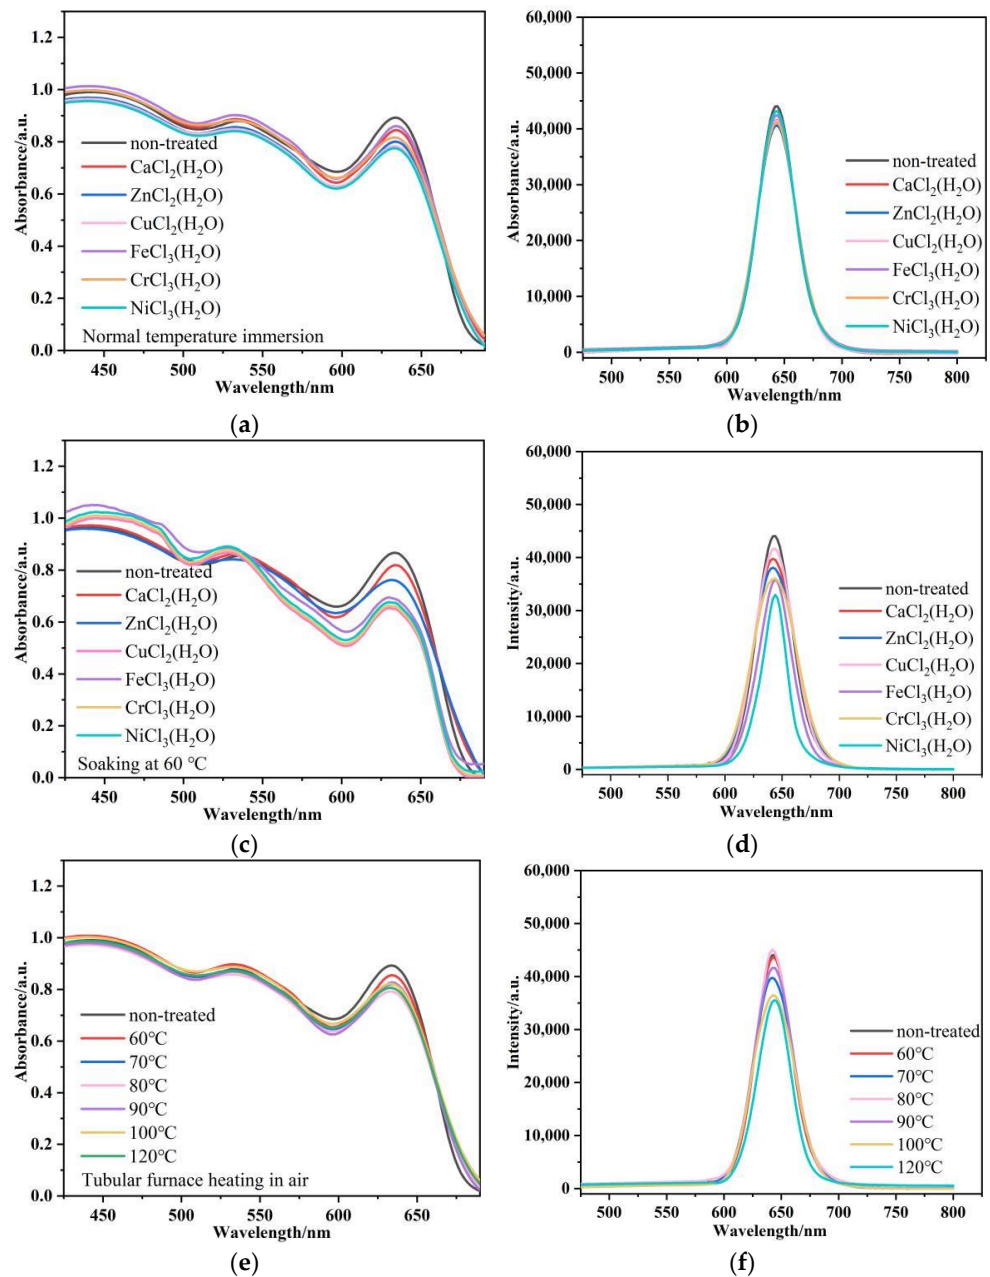 1.2
1.0
0.8
0.6
0.4
0.2
0.0
Absorbance/a.u.
non-treated
CaCl2(H2O)
ZnCl2(H2O)
CuCl2(H2O)
FeCl3(H2O)
CrCl3(H2O)
NiCl3(H2O)
Normal temperature immersion
450 500 550 600 650
Wavelength/nm
(a)
60,000
50,000
40,000
30,000
20,000
10,000
0
Absorbance/a.u.
non-treated
CaCl2(H2O)
ZnCl2(H2O)
CuCl2(H2O)
FeCl3(H2O)
CrCl3(H2O)
NiCl3(H2O)
500 550 600 650 700 750 800
Wavelength/nm
(b)
1.2
1.0
0.8
0.6
0.4
0.2
0.0
Absorbance/a.u.
non-treated
CaCl2(H2O)
ZnCl2(H2O)
CuCl2(H2O)
FeCl3(H2O)
CrCl3(H2O)
NiCl3(H2O)
Soaking at 60 ℃
450 500 550 600 650
Wavelength/nm
(c)
60,000
50,000
40,000
30,000
20,000
10,000
0
Intensity/a.u.
non-treated
CaCl2(H2O)
ZnCl2(H2O)
CuCl2(H2O)
FeCl3(H2O)
CrCl3(H2O)
NiCl3(H2O)
500 550 600 650 700 750 800
Wavelength/nm
(d)
1.2
1.0
0.8
0.6
0.4
0.2
0.0
Absorbance/a.u.
non-treated
60℃
70℃
80℃
90℃
100℃
120℃
Tubular furnace heating in air
450 500 550 600 650
Wavelength/nm
(e)
60,000
50,000
40,000
30,000
20,000
10,000
0
Intensity/a.u.
non-treated
60℃
70℃
80℃
90℃
100℃
120℃
500 550 600 650 700 750 800
Wavelength/nm
(f)